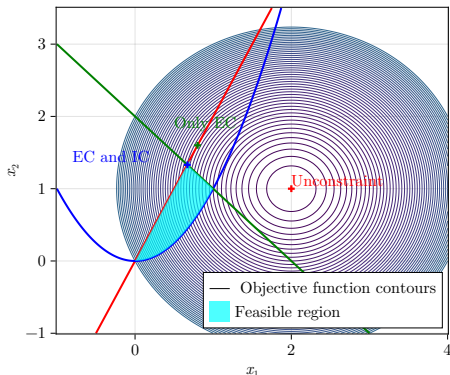 3
Only EC
x₂
EC and IC
2
1
Unconstraint
0
Objective function contours
Feasible region
−1
0
2
4
x₁